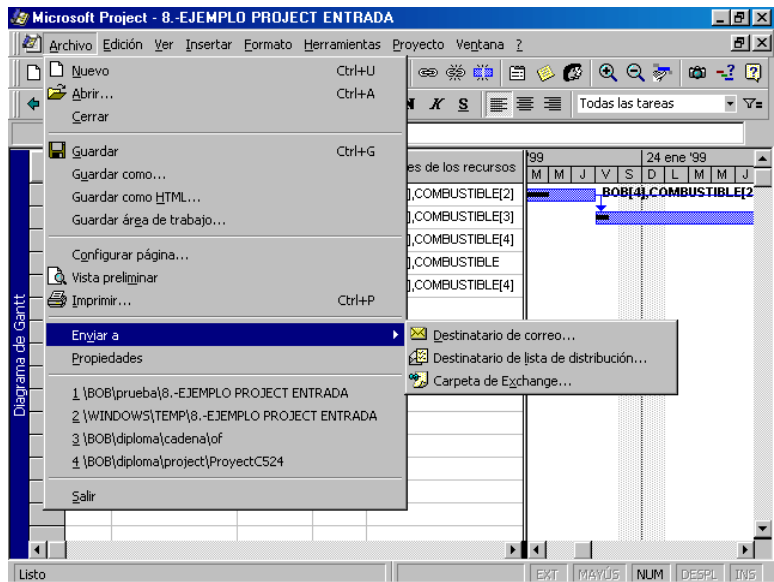 Microsoft Project - 8.-EJEMPLO PROJECT ENTRADA
Archivo Edición Ver Insertar Formato Herramientas Proyecto Ventana ?
Nuevo Ctrl+U
Abrir... Ctrl+A
Cerrar
Guardar Ctrl+G
Guardar como...
Guardar como HTML...
Guardar área de trabajo...
Configurar página...
Vista preliminar
Imprimir... Ctrl+P
Enviar a
Propiedades
1 \BOB\prueba\8.-EJEMPLO PROJECT ENTRADA
2 \WINDOWS\TEMP\8.-EJEMPLO PROJECT ENTRADA
3 \BOB\diploma\cadena\of
4 \BOB\diploma\project\ProyectC524
Salir
Destinatario de correo...
Destinatario de lista de distribución...
Carpeta de Exchange...
K S Todas las tareas
es de los recursos
],COMBUSTIBLE[2]
],COMBUSTIBLE[3]
],COMBUSTIBLE[4]
],COMBUSTIBLE
],COMBUSTIBLE[4]
'99 24 ene '99
M M J V S D L M M J
BOB[4],COMBUSTIBLE[2
Diagrama de Gantt
Listo EXT MAYÚS NUM DESPL INS